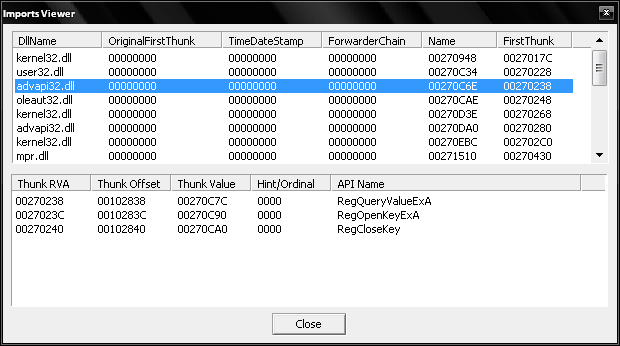 Imports Viewer
DllName OriginalFirstThunk TimeDateStamp ForwarderChain Name FirstThunk
kernel32.dll 00000000 00000000 00000000 00270948 0027017C
user32.dll 00000000 00000000 00000000 00270C34 00270228
advapi32.dll 00000000 00000000 00000000 00270C6E 00270238
oleaut32.dll 00000000 00000000 00000000 00270CAE 00270248
kernel32.dll 00000000 00000000 00000000 00270D3E 00270268
advapi32.dll 00000000 00000000 00000000 00270DA0 00270280
kernel32.dll 00000000 00000000 00000000 00270EBC 002702C0
mpr.dll 00000000 00000000 00000000 00271510 00270430
Thunk RVA Thunk Offset Thunk Value Hint/Ordinal API Name
00270238 00102838 00270C7C 0000 RegQueryValueExA
0027023C 0010283C 00270C90 0000 RegOpenKeyExA
00270240 00102840 00270CA0 0000 RegCloseKey
Close